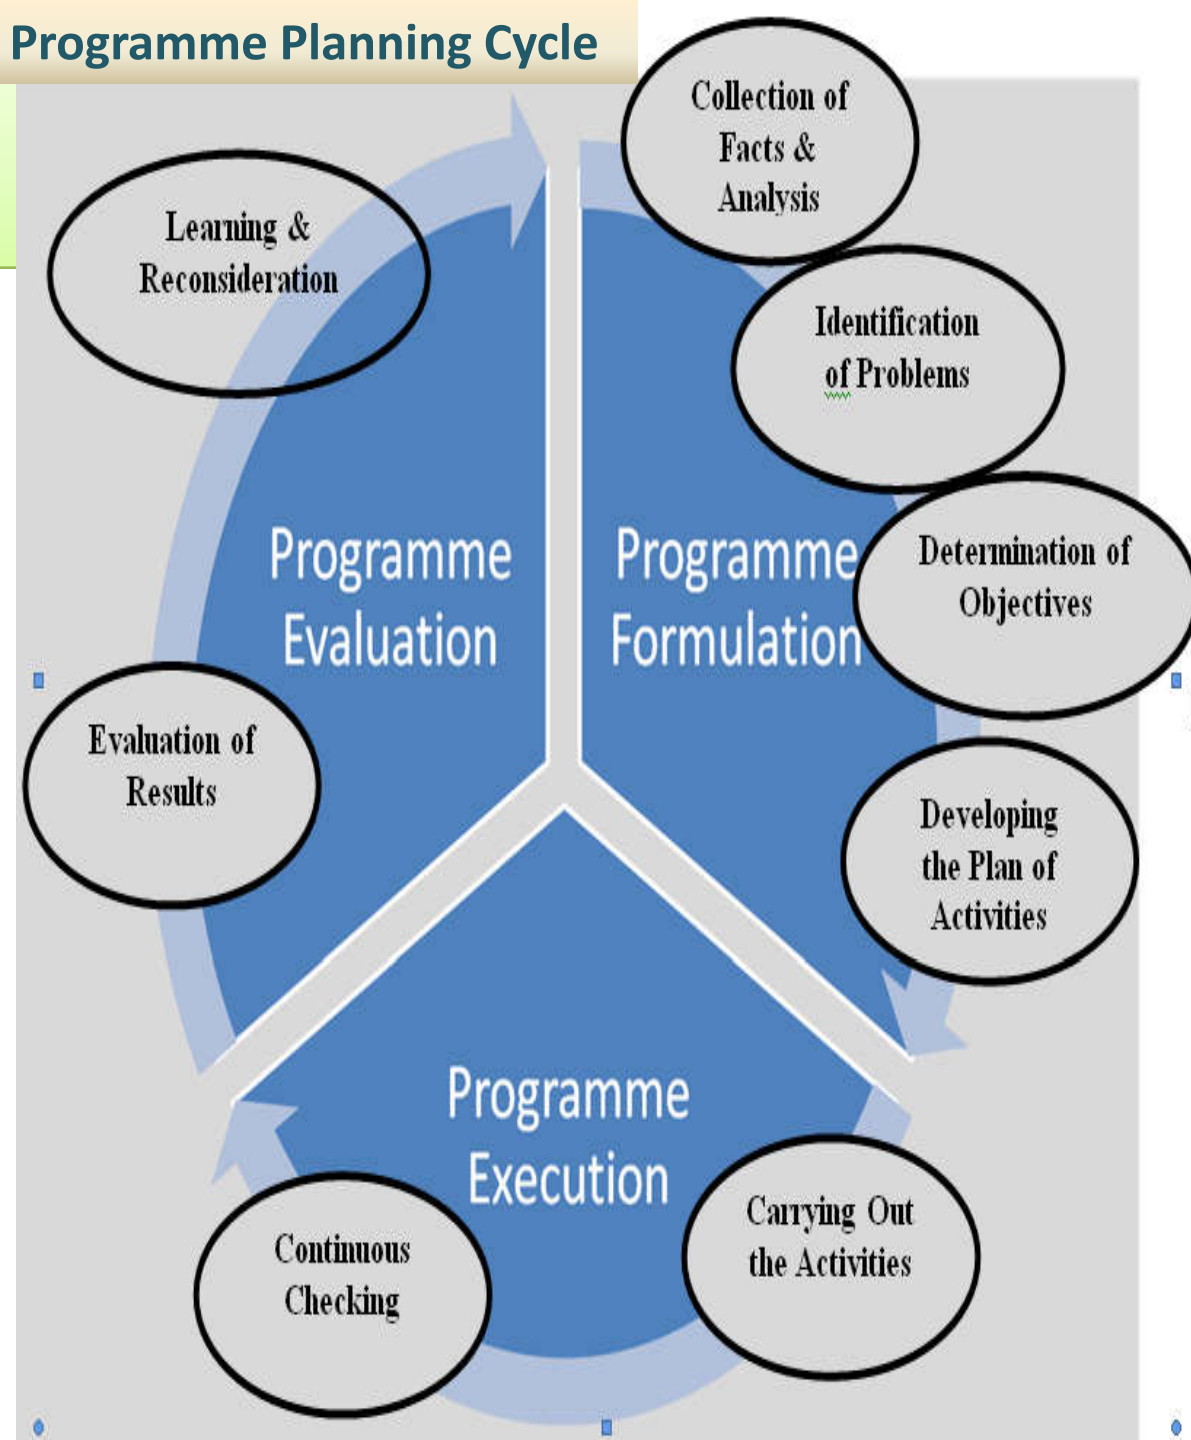 Programme Planning Cycle
Collection of
Facts &
Analysis
Identification
of Problems
Determination of
Objectives
Developing
the Plan of
Activities
Carrying Out
the Activities
Continuous
Checking
Evaluation of
Results
Learning &
Reconsideration
Programme
Formulation
Programme
Execution
Programme
Evaluation